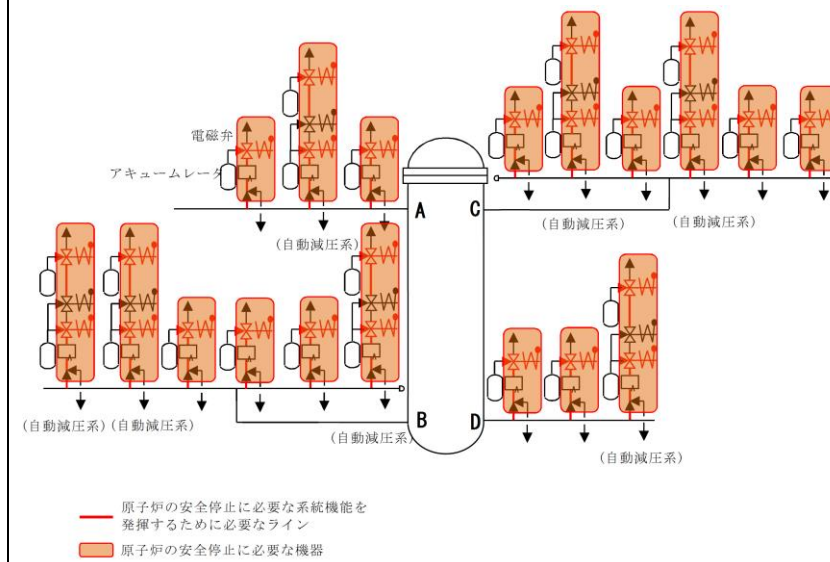 電磁弁
アキュームレータ
A
C
(自動減圧系)
(自動減圧系)
(自動減圧系)
B
D
(自動減圧系)
(自動減圧系)
(自動減圧系)
(自動減圧系)
原子炉の安全停止に必要な系統機能を
発揮するために必要なライン
原子炉の安全停止に必要な機器